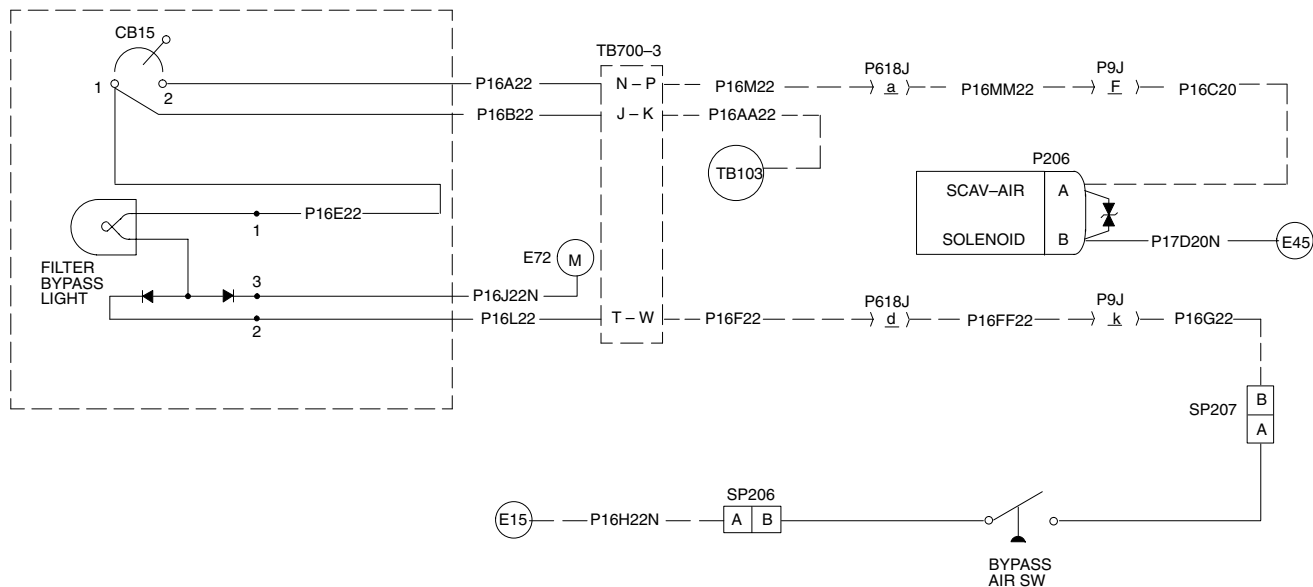 CB15
1
2
P16A22
P16B22
TB700–3
N – P
J – K
P16M22
P16AA22
P618J
a
P16MM22
P9J
F
P16C20
TB103
P206
SCAV–AIR
A
SOLENOID
B
P17D20N
E45
P16E22
1
FILTER
BYPASS
LIGHT
3
P16J22N
E72
M
2
P16L22
T – W
P16F22
P618J
d
P16FF22
P9J
k
P16G22
SP207
B
A
E15
P16H22N
SP206
A
B
BYPASS
AIR SW